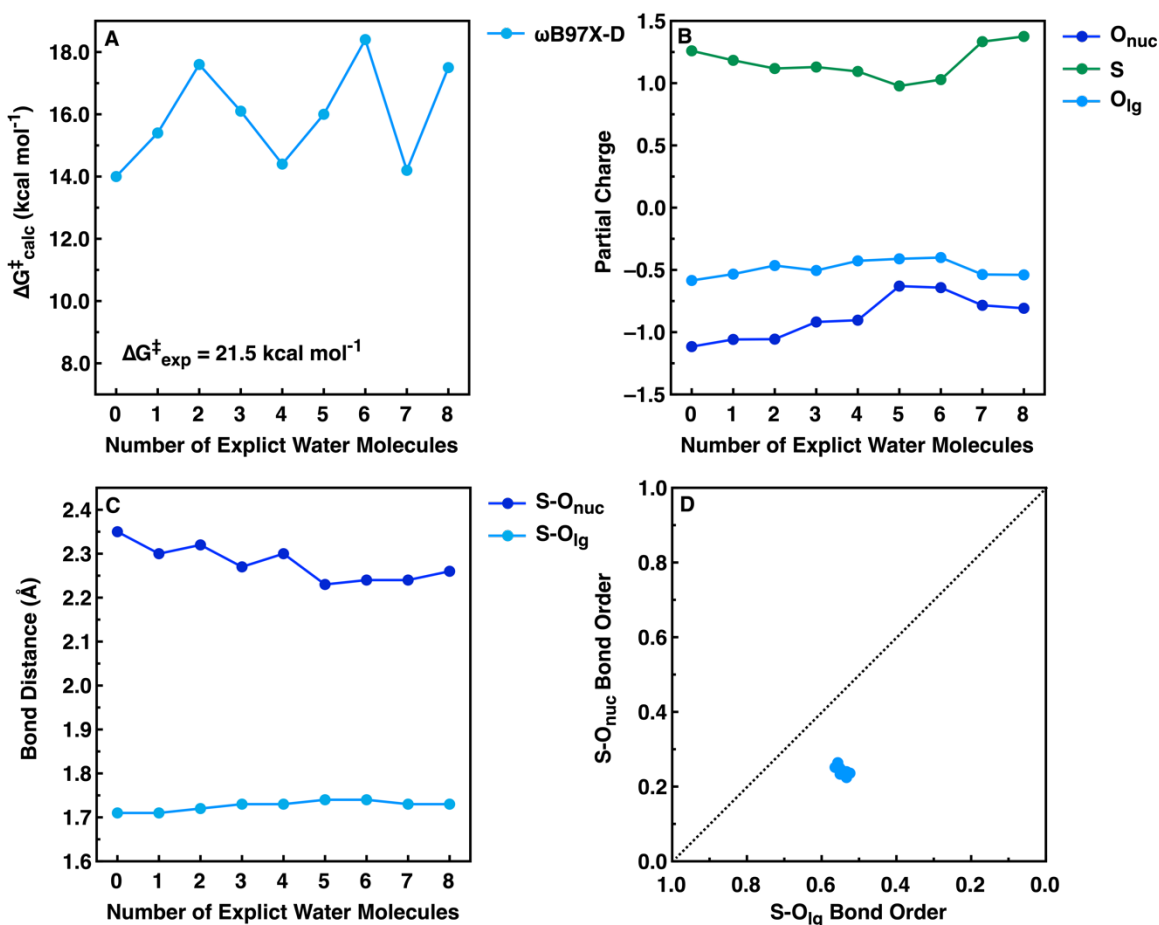 A
ωB97X-D
18.0
16.0
14.0
12.0
10.0
8.0
ΔG‡calc (kcal mol-1)
ΔG‡exp = 21.5 kcal mol-1
0 1 2 3 4 5 6 7 8
Number of Explict Water Molecules
B
Onuc
S
Olg
1.5
1.0
0.5
0.0
−0.5
−1.0
−1.5
Partial Charge
0 1 2 3 4 5 6 7 8
Number of Explict Water Molecules
C
S-Onuc
S-Olg
2.4
2.3
2.2
2.1
2.0
1.9
1.8
1.7
1.6
Bond Distance (Å)
0 1 2 3 4 5 6 7 8
Number of Explict Water Molecules
D
1.0
0.8
0.6
0.4
0.2
0.0
S-Onuc Bond Order
1.0 0.8 0.6 0.4 0.2 0.0
S-Olg Bond Order